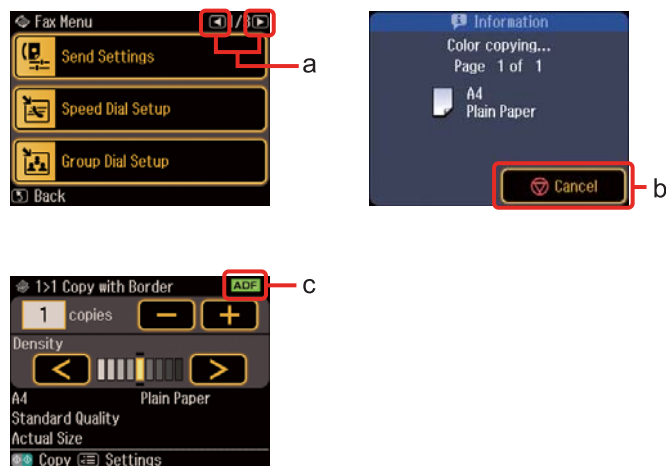 Fax Menu 1/3
Send Settings
a
Speed Dial Setup
Group Dial Setup
Back
Information
Color copying...
Page 1 of 1
A4
Plain Paper
Cancel
b
1>1 Copy with Border ADF
c
1 copies − +
Density
< >
A4 Plain Paper
Standard Quality
Actual Size
Copy Settings